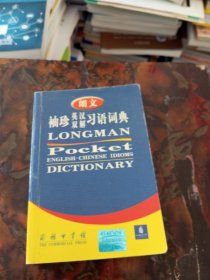 朗文
袖珍英汉双解习语词典
LONGMAN
Pocket
ENGLISH-CHINESE IDIOMS
DICTIONARY
商务印书馆
THE COMMERCIAL PRESS